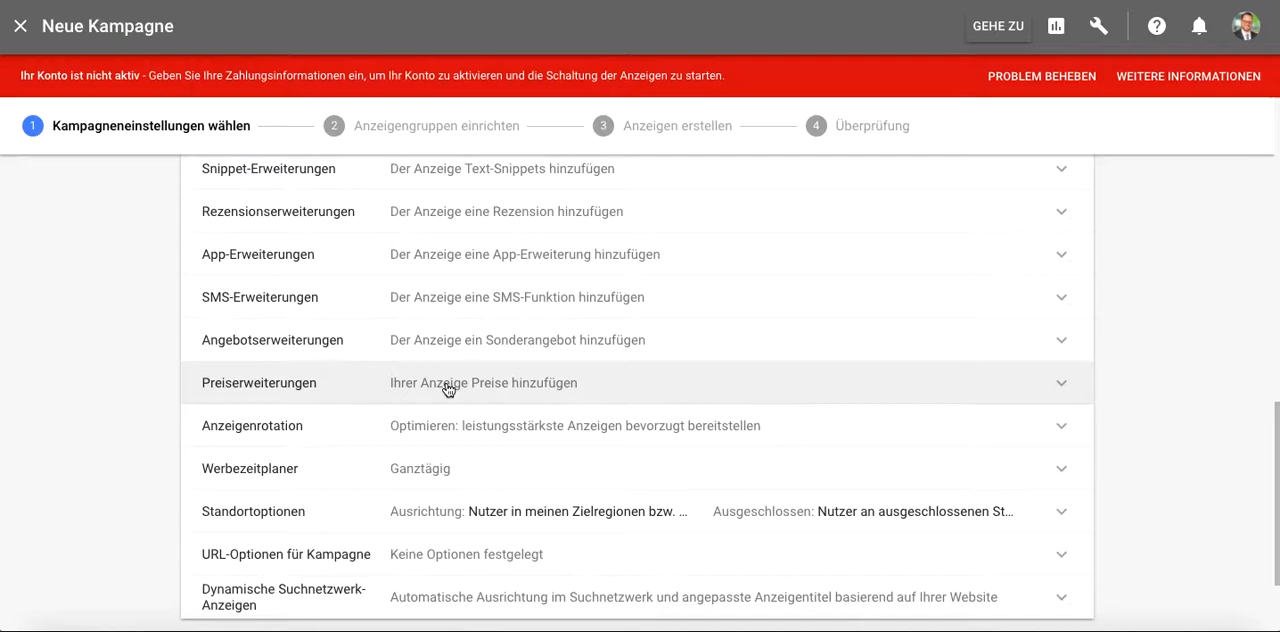 Neue Kampagne
GEHE ZU
Ihr Konto ist nicht aktiv - Geben Sie Ihre Zahlungsinformationen ein, um Ihr Konto zu aktivieren und die Schaltung der Anzeigen zu starten.
PROBLEM BEHEBEN
WEITERE INFORMATIONEN
1 Kampagneneinstellungen wählen
2 Anzeigengruppen einrichten
3 Anzeigen erstellen
4 Überprüfung
Snippet-Erweiterungen Der Anzeige Text-Snippets hinzufügen
Rezensionserweiterungen Der Anzeige eine Rezension hinzufügen
App-Erweiterungen Der Anzeige eine App-Erweiterung hinzufügen
SMS-Erweiterungen Der Anzeige eine SMS-Funktion hinzufügen
Angebotserweiterungen Der Anzeige ein Sonderangebot hinzufügen
Preiserweiterungen Ihrer Anzeige Preise hinzufügen
Anzeigenrotation Optimieren: leistungsstärkste Anzeigen bevorzugt bereitstellen
Werbezeitplaner Ganztägig
Standortoptionen Ausrichtung: Nutzer in meinen Zielregionen bzw. ... Ausgeschlossen: Nutzer an ausgeschlossenen St...
URL-Optionen für Kampagne Keine Optionen festgelegt
Dynamische Suchnetzwerk-
Anzeigen
Automatische Ausrichtung im Suchnetzwerk und angepasste Anzeigentitel basierend auf Ihrer Website